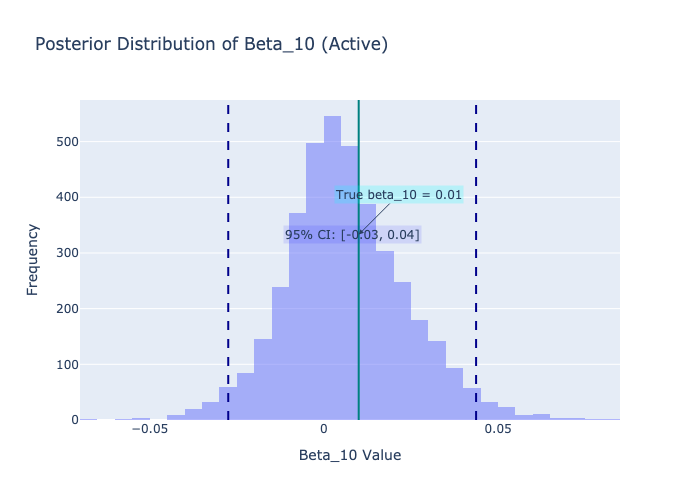 Posterior Distribution of Beta_10 (Active)
500
400
300
200
100
0
Frequency
True beta_10 = 0.01
95% CI: [-0.03, 0.04]
−0.05
0
0.05
Beta_10 Value